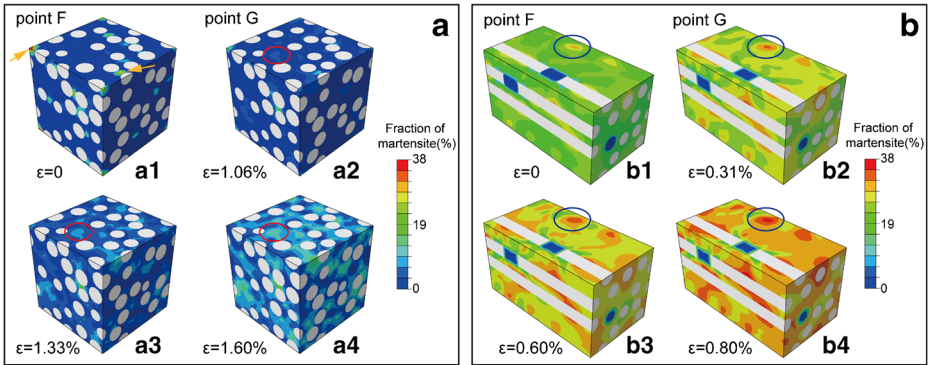 point F
point G
a
ε=0
a1
ε=1.06%
a2
Fraction of
martensite(%)
38
19
0
ε=1.33%
a3
ε=1.60%
a4
point F
point G
b
ε=0
b1
ε=0.31%
b2
Fraction of
martensite(%)
38
19
0
ε=0.60%
b3
ε=0.80%
b4